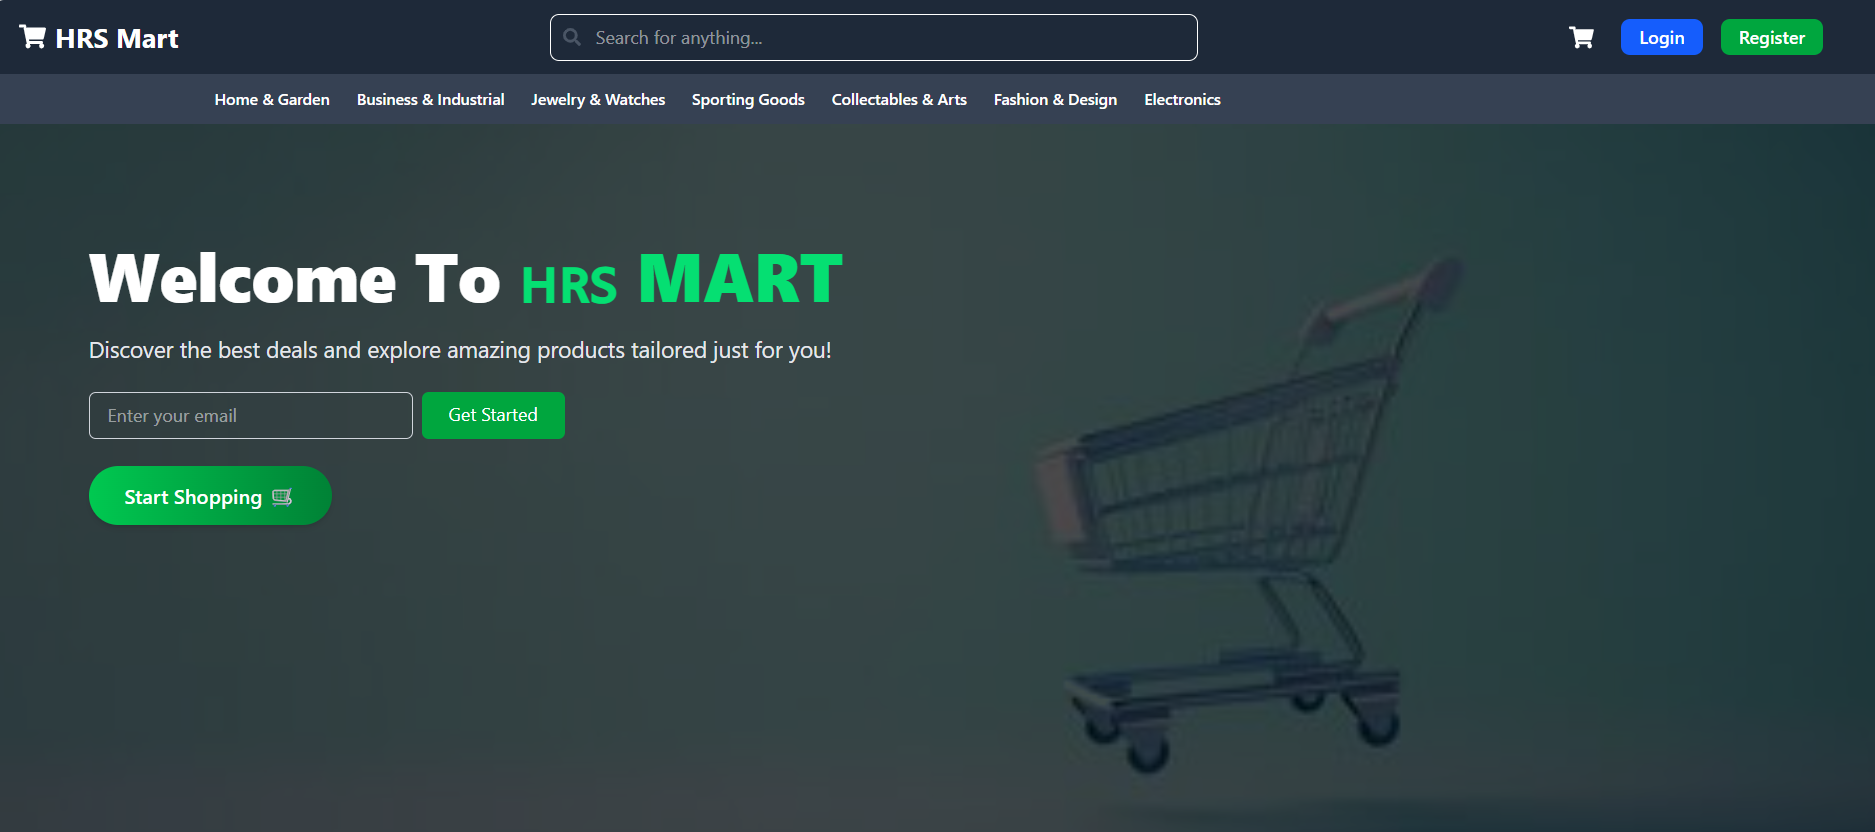 HRS Mart
Search for anything...
Login
Register
Home & Garden
Business & Industrial
Jewelry & Watches
Sporting Goods
Collectables & Arts
Fashion & Design
Electronics
Welcome To HRS MART
Discover the best deals and explore amazing products tailored just for you!
Enter your email
Get Started
Start Shopping 🛒